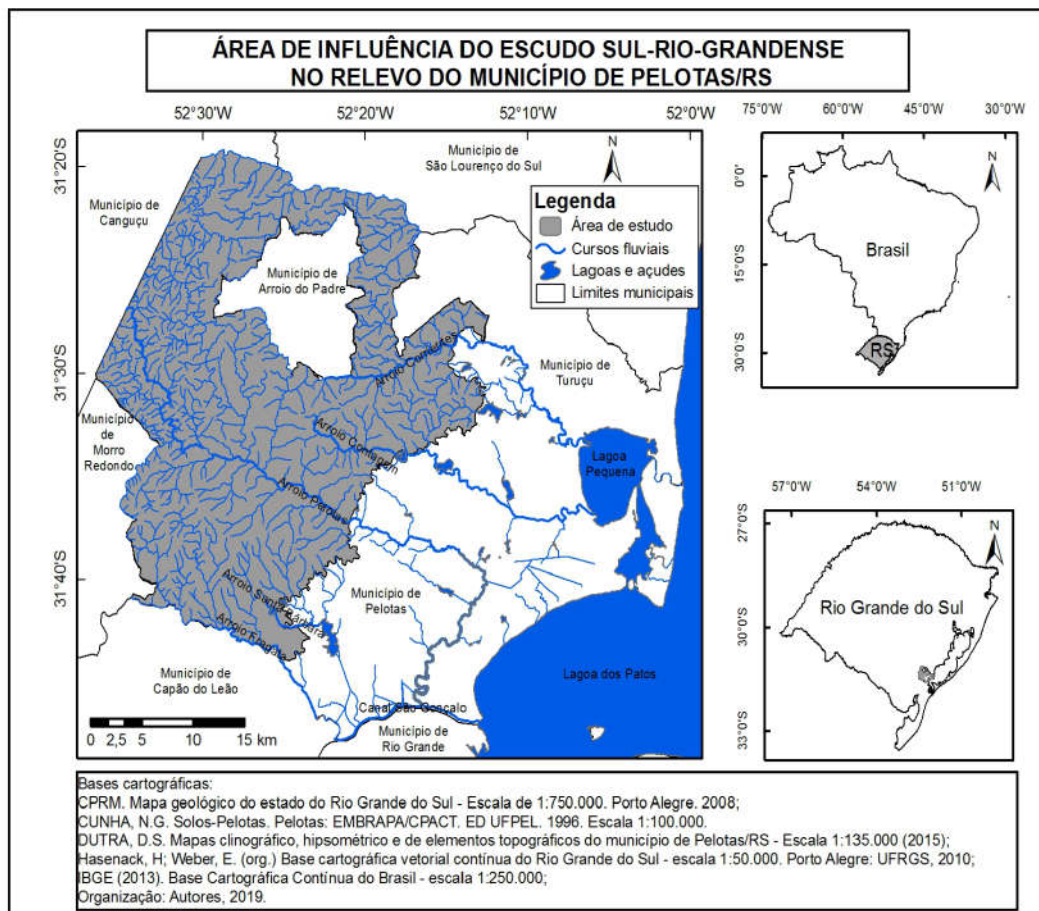 ÁREA DE INFLUÊNCIA DO ESCUDO SUL-RIO-GRANDENSE
NO RELEVO DO MUNICÍPIO DE PELOTAS/RS
52°30'W 52°20'W 52°10'W 52°0'W
31°20'S
31°30'S
31°40'S
Município de
São Lourenço do Sul
N
Município de
Canguçu
Legenda
Área de estudo
Cursos fluviais
Lagoas e açudes
Limites municipais
Município de
Arroio do Padre
Arroio Corrientes
Município de
Turuçu
Município
de
Morro
Redondo
Arroio Contagem
Lagoa
Pequena
Arroio Pelotas
Município de
Pelotas
Arroio Santa Bárbara
Arroio Fragata
Município de
Capão do Leão
Lagoa dos Patos
Canal São Gonçalo
Município de
Rio Grande
0 2,5 5 10 15 km
75°0'W 60°0'W 45°0'W 30°0'W
N
0°0'
15°0'S
30°0'S
Brasil
RS
57°0'W 54°0'W 51°0'W
N
27°0'S
30°0'S
33°0'S
Rio Grande do Sul
Bases cartográficas:
CPRM. Mapa geológico do estado do Rio Grande do Sul - Escala de 1:750.000. Porto Alegre. 2008;
CUNHA, N.G. Solos-Pelotas. Pelotas: EMBRAPA/CPACT. ED UFPEL. 1996. Escala 1:100.000.
DUTRA, D.S. Mapas clinográfico, hipsométrico e de elementos topográficos do município de Pelotas/RS - Escala 1:135.000 (2015);
Hasenack, H; Weber, E. (org.) Base cartográfica vetorial contínua do Rio Grande do Sul - escala 1:50.000. Porto Alegre: UFRGS, 2010;
IBGE (2013). Base Cartográfica Contínua do Brasil - escala 1:250.000;
Organização: Autores, 2019.